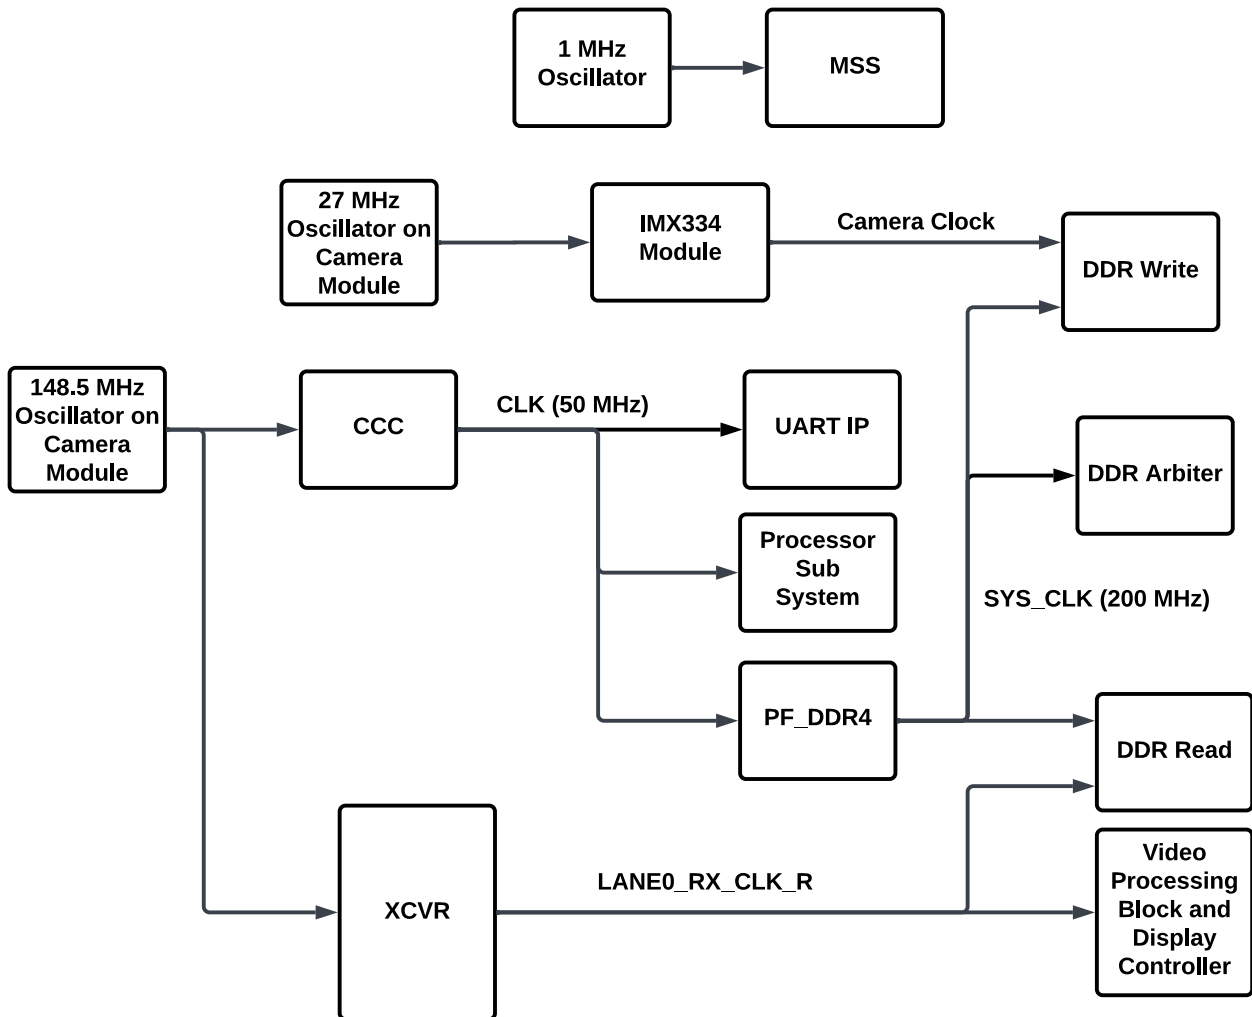 1 MHz
Oscillator
MSS
27 MHz
Oscillator on
Camera
Module
IMX334
Module
Camera Clock
DDR Write
148.5 MHz
Oscillator on
Camera
Module
CCC
CLK (50 MHz)
UART IP
DDR Arbiter
Processor
Sub
System
SYS_CLK (200 MHz)
PF_DDR4
DDR Read
XCVR
LANE0_RX_CLK_R
Video
Processing
Block and
Display
Controller